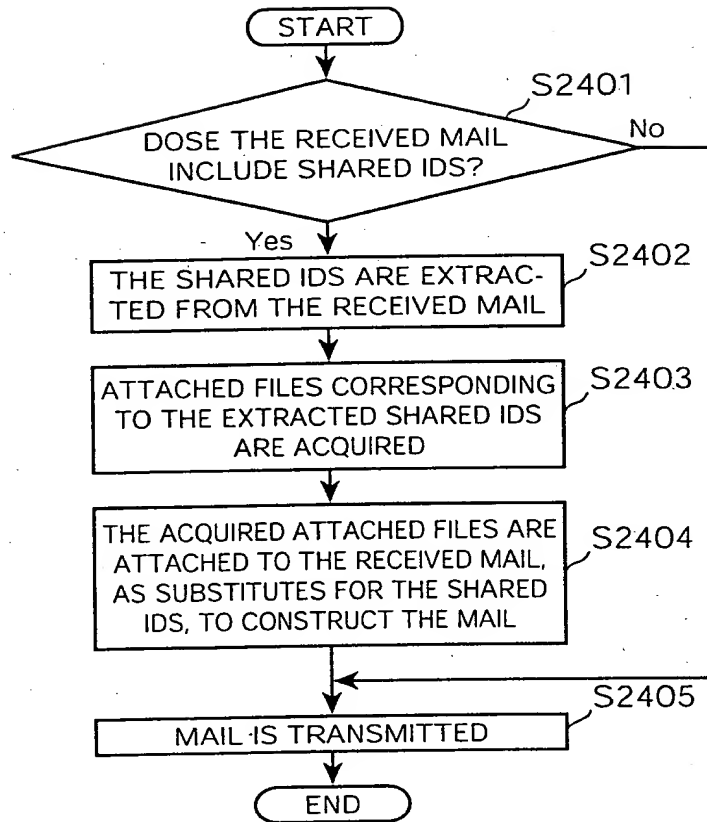 START
S2401
DOSE THE RECEIVED MAIL
INCLUDE SHARED IDS?
No
Yes
S2402
THE SHARED IDS ARE EXTRAC-
TED FROM THE RECEIVED MAIL
S2403
ATTACHED FILES CORRESPONDING
TO THE EXTRACTED SHARED IDS
ARE ACQUIRED
S2404
THE ACQUIRED ATTACHED FILES ARE
ATTACHED TO THE RECEIVED MAIL,
AS SUBSTITUTES FOR THE SHARED
IDS, TO CONSTRUCT THE MAIL
S2405
MAIL IS TRANSMITTED
END